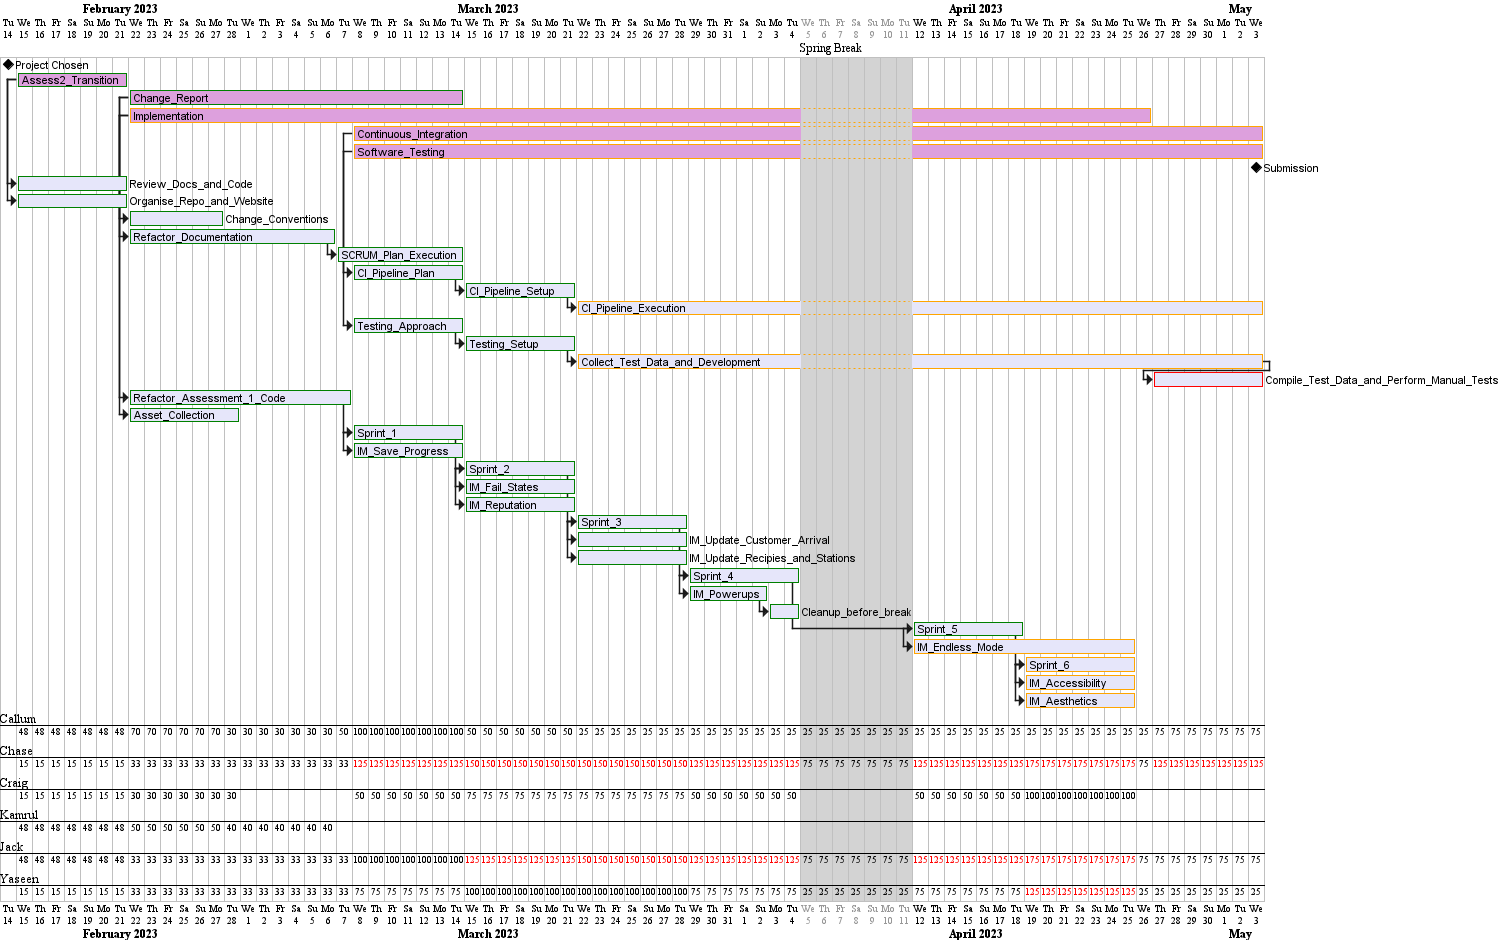 February 2023 March 2023 April 2023 May
Tu We Th Fr Sa Su Mo Tu We Th Fr Sa Su Mo Tu We Th Fr Sa Su Mo Tu We Th Fr Sa Su Mo Tu We Th Fr Sa Su Mo Tu We Th Fr Sa Su Mo Tu We Th Fr Sa Su Mo Tu We Th Fr Sa Su Mo Tu We Th Fr Sa Su Mo Tu We Th Fr Sa Su Mo Tu We Th Fr Sa Su Mo Tu We
14 15 16 17 18 19 20 21 22 23 24 25 26 27 28 1 2 3 4 5 6 7 8 9 10 11 12 13 14 15 16 17 18 19 20 21 22 23 24 25 26 27 28 29 30 31 1 2 3 4 5 6 7 8 9 10 11 12 13 14 15 16 17 18 19 20 21 22 23 24 25 26 27 28 29 30 1 2 3
Spring Break
Project Chosen
Assess2_Transition
Change_Report
Implementation
Continuous_Integration
Software_Testing
Submission
Review_Docs_and_Code
Organise_Repo_and_Website
Change_Conventions
Refactor_Documentation
SCRUM_Plan_Execution
CI_Pipeline_Plan
CI_Pipeline_Setup
CI_Pipeline_Execution
Testing_Approach
Testing_Setup
Collect_Test_Data_and_Development
Compile_Test_Data_and_Perform_Manual_Tests
Refactor_Assessment_1_Code
Asset_Collection
Sprint_1
IM_Save_Progress
Sprint_2
IM_Fail_States
IM_Reputation
Sprint_3
IM_Update_Customer_Arrival
IM_Update_Recipies_and_Stations
Sprint_4
IM_Powerups
Cleanup_before_break
Sprint_5
IM_Endless_Mode
Sprint_6
IM_Accessibility
IM_Aesthetics
Callum
48 48 48 48 48 48 48 70 70 70 70 70 70 30 30 30 30 30 30 30 50 100 100 100 100 100 100 100 50 50 50 50 50 50 50 25 25 25 25 25 25 25 25 25 25 25 25 25 25 25 25 25 25 25 25 25 25 25 25 25 25 25 25 25 25 25 25 25 25 25 25 75 75 75 75 75 75 75
Chase
15 15 15 15 15 15 15 33 33 33 33 33 33 33 33 33 33 33 33 33 33 125 125 125 125 125 125 125 150 150 150 150 150 150 150 150 150 150 150 150 150 150 125 125 125 125 125 125 125 75 75 75 75 75 75 75 125 125 125 125 125 125 125 175 175 175 175 175 175 175 75 125 125 125 125 125 125 125
Craig
15 15 15 15 15 15 15 30 30 30 30 30 30 30 50 50 50 50 50 50 50 75 75 75 75 75 75 75 75 75 75 75 75 75 75 50 50 50 50 50 50 50 50 50 50 50 50 50 50 100 100 100 100 100 100 100
Kamrul
48 48 48 48 48 48 48 50 50 50 50 50 50 40 40 40 40 40 40 40
Jack
48 48 48 48 48 48 48 33 33 33 33 33 33 33 33 33 33 33 33 33 33 100 100 100 100 100 100 100 125 125 125 125 125 125 125 150 150 150 150 150 150 150 125 125 125 125 125 125 125 75 75 75 75 75 75 75 125 125 125 125 125 125 125 175 175 175 175 175 175 175 25 75 75 75 75 75 75 75
Yaseen
15 15 15 15 15 15 15 33 33 33 33 33 33 33 33 33 33 33 33 33 33 75 75 75 75 75 75 75 100 100 100 100 100 100 100 100 100 100 100 100 100 100 75 75 75 75 75 75 75 25 25 25 25 25 25 25 75 75 75 75 75 75 75 125 125 125 125 125 125 125 25 25 25 25 25 25 25 25
Tu We Th Fr Sa Su Mo Tu We Th Fr Sa Su Mo Tu We Th Fr Sa Su Mo Tu We Th Fr Sa Su Mo Tu We Th Fr Sa Su Mo Tu We Th Fr Sa Su Mo Tu We Th Fr Sa Su Mo Tu We Th Fr Sa Su Mo Tu We Th Fr Sa Su Mo Tu We Th Fr Sa Su Mo Tu We Th Fr Sa Su Mo Tu We
14 15 16 17 18 19 20 21 22 23 24 25 26 27 28 1 2 3 4 5 6 7 8 9 10 11 12 13 14 15 16 17 18 19 20 21 22 23 24 25 26 27 28 29 30 31 1 2 3 4 5 6 7 8 9 10 11 12 13 14 15 16 17 18 19 20 21 22 23 24 25 26 27 28 29 30 1 2 3
February 2023 March 2023 April 2023 May